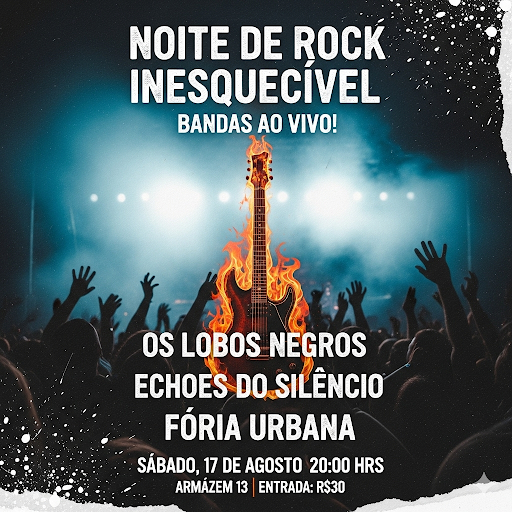 NOITE DE ROCK
INESQUECÍVEL
BANDAS AO VIVO!
OS LOBOS NEGROS
ECHOES DO SILÊNCIO
FÓRIA URBANA
SÁBADO, 17 DE AGOSTO 20:00 HRS
ARMÁZEM 13 | ENTRADA: R$30